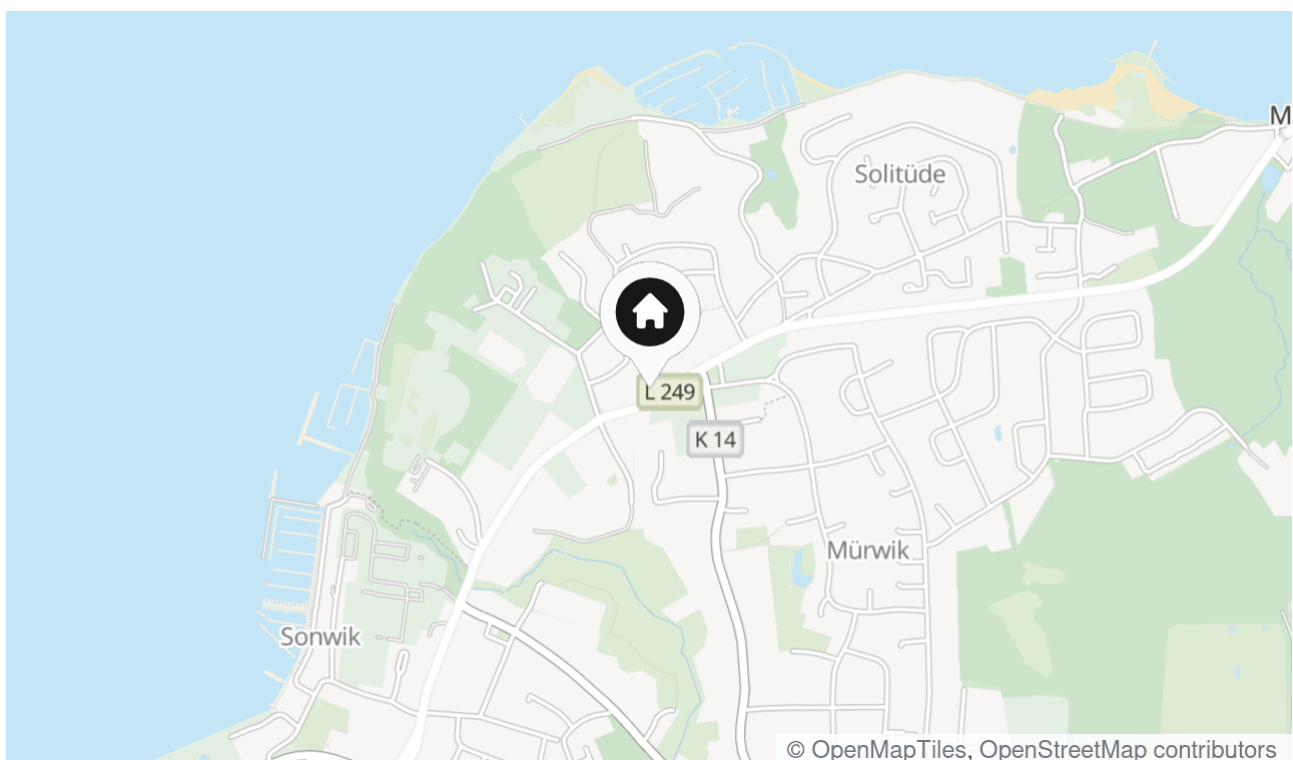 M
Solitüde
L 249
K 14
Mürwik
Sonwik
© OpenMapTiles, OpenStreetMap contributors